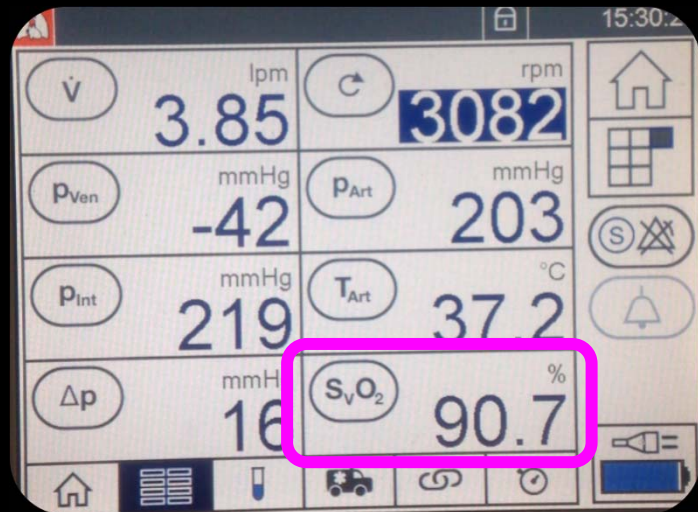 15:30:2
V̇ lpm 3.85
rpm 3082
pVen mmHg -42
pArt mmHg 203
pInt mmHg 219
TArt °C 37.2
Δp mmH 16
SvO₂ % 90.7
S